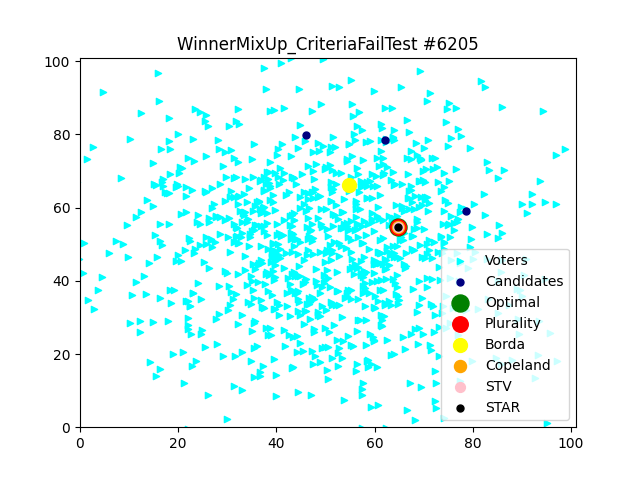 WinnerMixUp_CriteriaFailTest #6205
100
80
60
40
20
0
0
20
40
60
80
100
Voters
Candidates
Optimal
Plurality
Borda
Copeland
STV
STAR